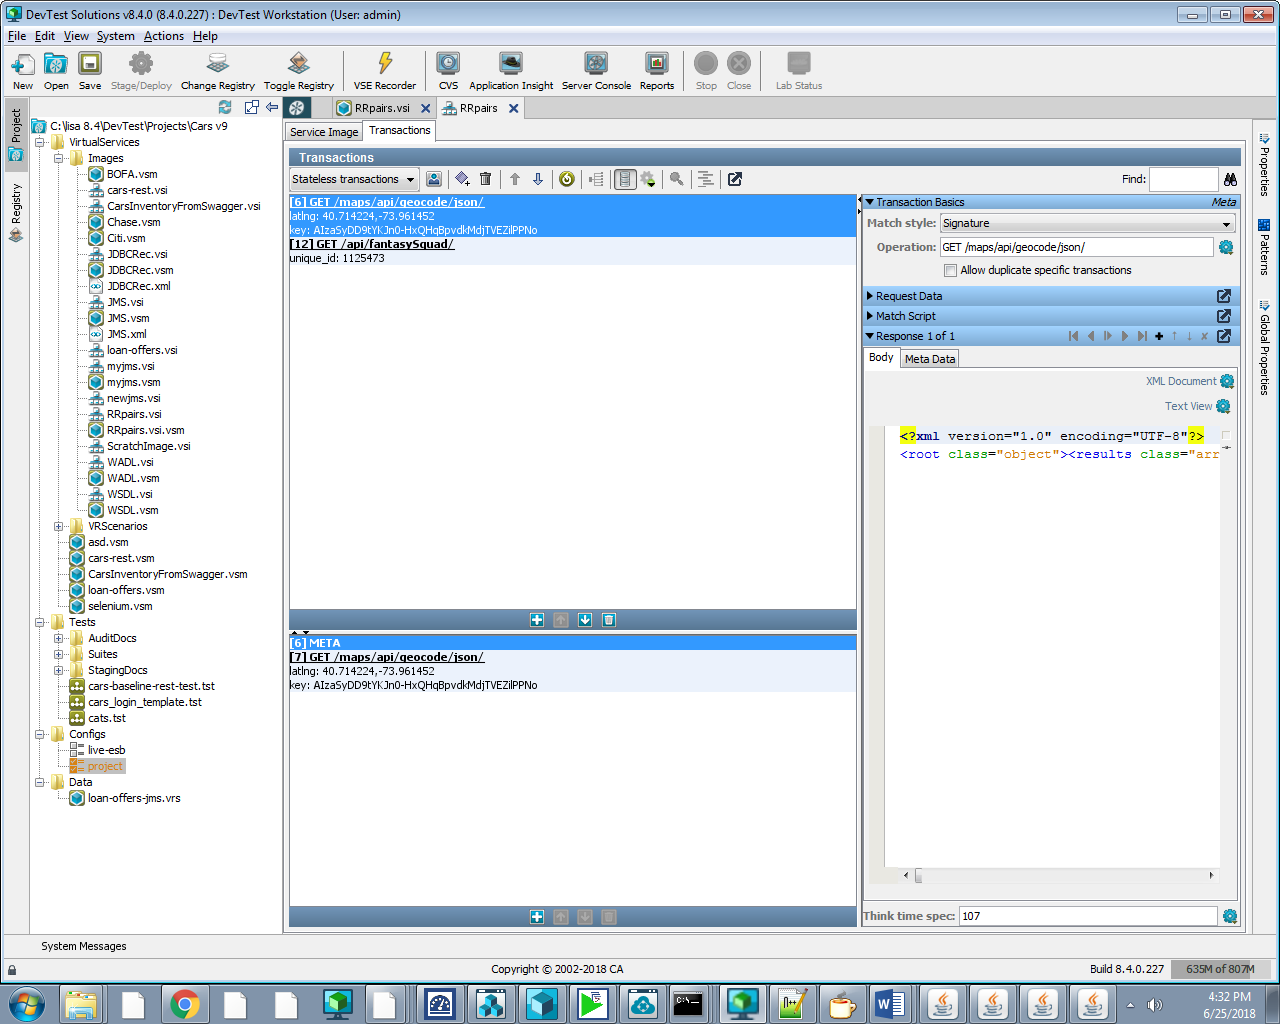 DevTest Solutions v8.4.0 (8.4.0.227) : DevTest Workstation (User: admin)
File Edit View System Actions Help
New Open Save Stage/Deploy Change Registry Toggle Registry VSE Recorder CVS Application Insight Server Console Reports Stop Close Lab Status
Project
Registry
RRpairs.vsi
RRpairs
C:\lisa 8.4\DevTest\Projects\Cars v9
VirtualServices
Images
BOFA.vsm
cars-rest.vsi
CarsInventoryFromSwagger.vsi
Chase.vsm
Citi.vsm
JDBCRec.vsi
JDBCRec.vsm
JDBCRec.xml
JMS.vsi
JMS.vsm
JMS.xml
loan-offers.vsi
myjms.vsi
myjms.vsm
newjms.vsi
RRpairs.vsi
RRpairs.vsi.vsm
ScratchImage.vsi
WADL.vsi
WADL.vsm
WSDL.vsi
WSDL.vsm
VRScenarios
asd.vsm
cars-rest.vsm
CarsInventoryFromSwagger.vsm
loan-offers.vsm
selenium.vsm
Tests
AuditDocs
Suites
StagingDocs
cars-baseline-rest-test.tst
cars_login_template.tst
cats.tst
Configs
live-esb
project
Data
loan-offers-jms.vrs
Service Image Transactions
Transactions
Stateless transactions
Find:
[6] GET /maps/api/geocode/json/
latlng: 40.714224,-73.961452
key: AIzaSyDD9tYKJn0-HxQHqBpvdkMdjTVEZilPPNo
[12] GET /api/fantasySquad/
unique_id: 1125473
[6] META
[7] GET /maps/api/geocode/json/
latlng: 40.714224,-73.961452
key: AIzaSyDD9tYKJn0-HxQHqBpvdkMdjTVEZilPPNo
Transaction Basics Meta
Match style: Signature
Operation: GET /maps/api/geocode/json/
Allow duplicate specific transactions
Request Data
Match Script
Response 1 of 1
Body Meta Data
XML Document
Text View
<?xml version="1.0" encoding="UTF-8"?>
<root class="object"><results class="arr
Think time spec: 107
Properties
Patterns
Global Properties
System Messages
Copyright © 2002-2018 CA
Build 8.4.0.227
635M of 807M
C:\_
n++
W
4:32 PM
6/25/2018